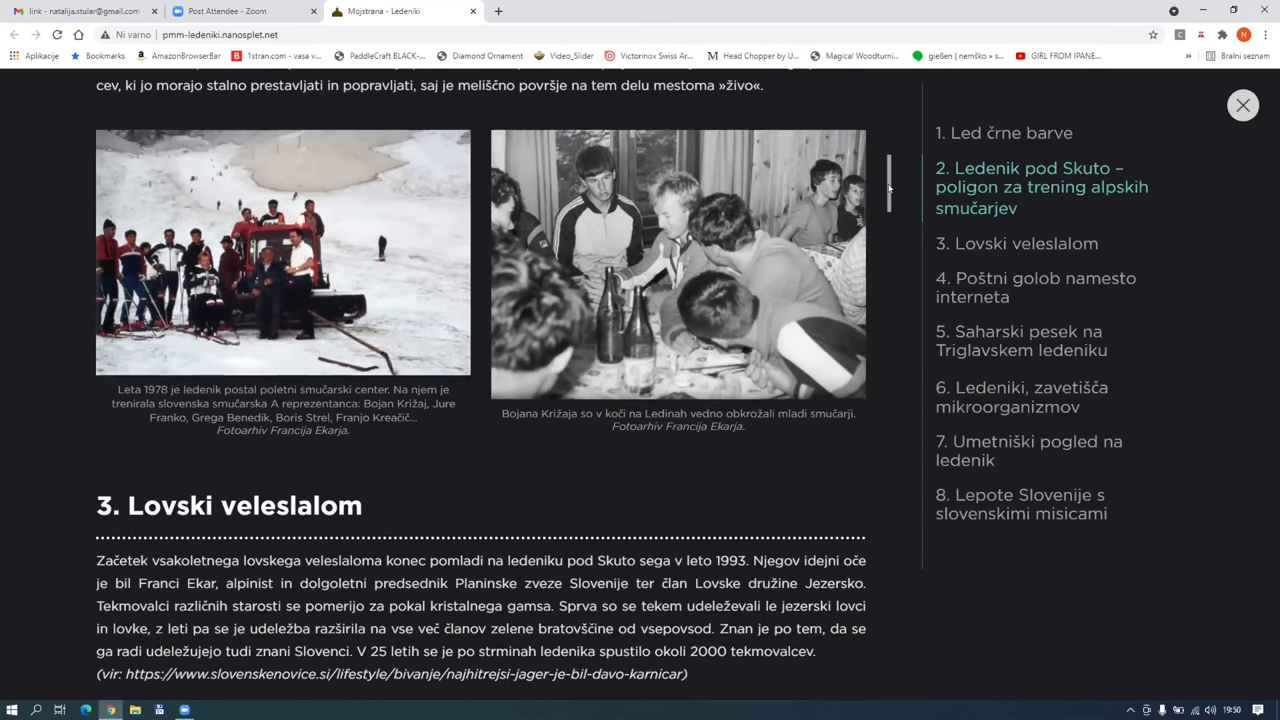 link - natalija.stular@gmail.com
Post Attendee - Zoom
Mojstrana - Ledeniki
Ni varno
pmm-ledeniki.nanosplet.net
N
Aplikacije
Bookmarks
AmazonBrowserBar
1stran.com - vasa v...
PaddleCraft BLACK-...
Diamond Ornament
Video_Slider
Victorinox Swiss Ar...
Head Chopper by U...
Magical Woodturni...
gießen | nemško » s...
GIRL FROM IPANE...
Bralni seznam
cev, ki jo morajo stalno prestavljati in popravljati, saj je meliščno površje na tem delu mestoma »živo«.
Leta 1978 je ledenik postal poletni smučarski center. Na njem je
trenirala slovenska smučarska A reprezentanca: Bojan Križaj, Jure
Franko, Grega Benedik, Boris Strel, Franjo Kreačič...
Fotoarhiv Francija Ekarja.
Bojana Križaja so v koči na Ledinah vedno obkrožali mladi smučarji.
Fotoarhiv Francija Ekarja.
3. Lovski veleslalom
Začetek vsakoletnega lovskega veleslaloma konec pomladi na ledeniku pod Skuto sega v leto 1993. Njegov idejni oče
je bil Franci Ekar, alpinist in dolgoletni predsednik Planinske zveze Slovenije ter član Lovske družine Jezersko.
Tekmovalci različnih starosti se pomerijo za pokal kristalnega gamsa. Sprva so se tekem udeleževali le jezerski lovci
in lovke, z leti pa se je udeležba razširila na vse več članov zelene bratovščine od vsepovsod. Znan je po tem, da se
ga radi udeležujejo tudi znani Slovenci. V 25 letih se je po strminah ledenika spustilo okoli 2000 tekmovalcev.
(vir: https://www.slovenskenovice.si/lifestyle/bivanje/najhitrejsi-jager-je-bil-davo-karnicar)
1. Led črne barve
2. Ledenik pod Skuto –
poligon za trening alpskih
smučarjev
3. Lovski veleslalom
4. Poštni golob namesto
interneta
5. Saharski pesek na
Triglavskem ledeniku
6. Ledeniki, zavetišča
mikroorganizmov
7. Umetniški pogled na
ledenik
8. Lepote Slovenije s
slovenskimi misicami
19:50